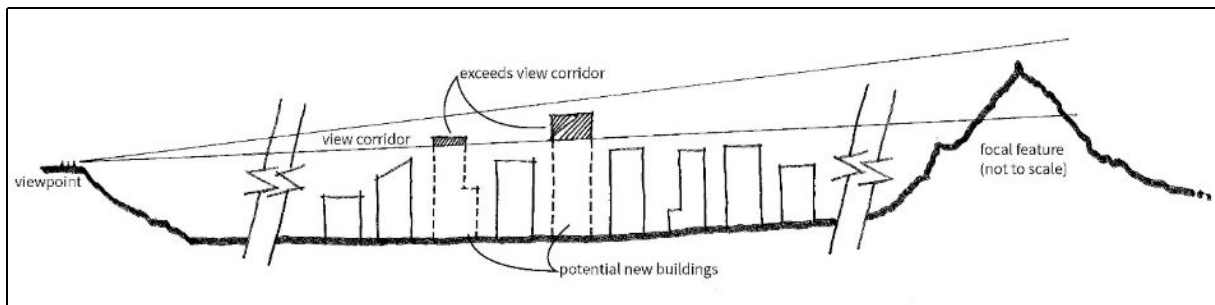 exceeds view corridor
view corridor
viewpoint
focal feature
(not to scale)
potential new buildings